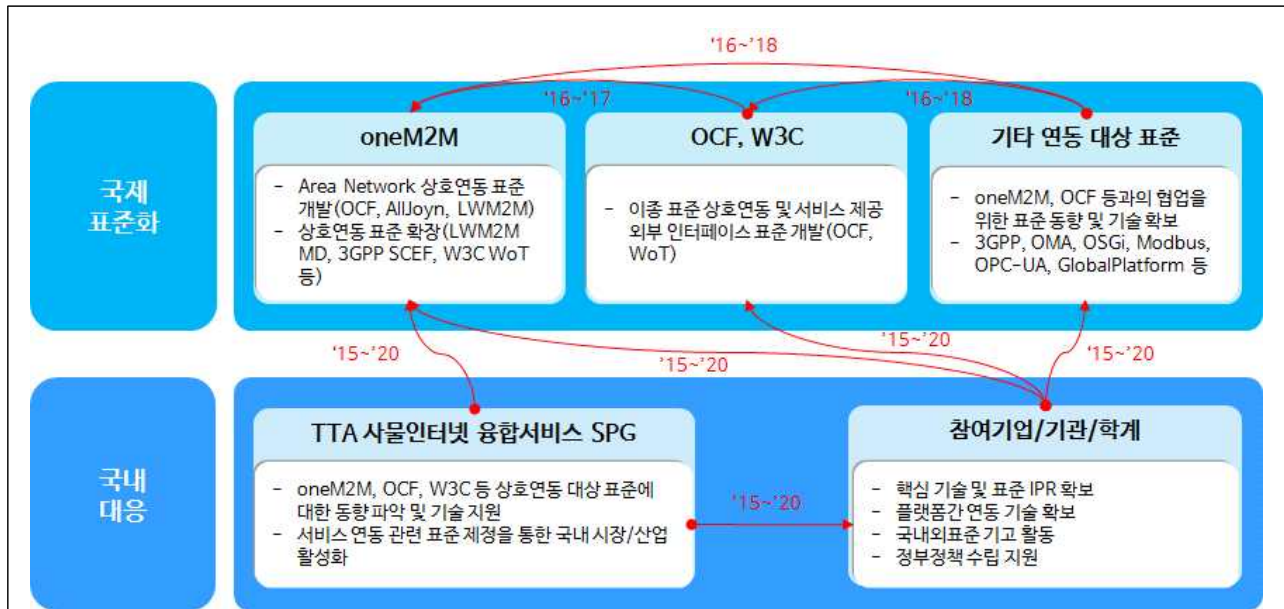 '16~'18
'16~'17
'16~'18
국제
표준화
oneM2M
- Area Network 상호연동 표준
개발(OCF, AllJoyn, LWM2M)
- 상호연동 표준 확장(LWM2M
MD, 3GPP SCEF, W3C WoT
등)
OCF, W3C
- 이종 표준 상호연동 및 서비스 제공
외부 인터페이스 표준 개발(OCF,
WoT)
기타 연동 대상 표준
- oneM2M, OCF 등과의 협업을
위한 표준 동향 및 기술 확보
- 3GPP, OMA, OSGi, Modbus,
OPC-UA, GlobalPlatform 등
'15~'20
'15~'20
'15~'20
'15~'20
국내
대응
TTA 사물인터넷 융합서비스 SPG
- oneM2M, OCF, W3C 등 상호연동 대상 표준에
대한 동향 파악 및 기술 지원
- 서비스 연동 관련 표준 제정을 통한 국내 시장/산업
활성화
'15~'20
참여기업/기관/학계
- 핵심 기술 및 표준 IPR 확보
- 플랫폼간 연동 기술 확보
- 국내외표준 기고 활동
- 정부정책 수립 지원